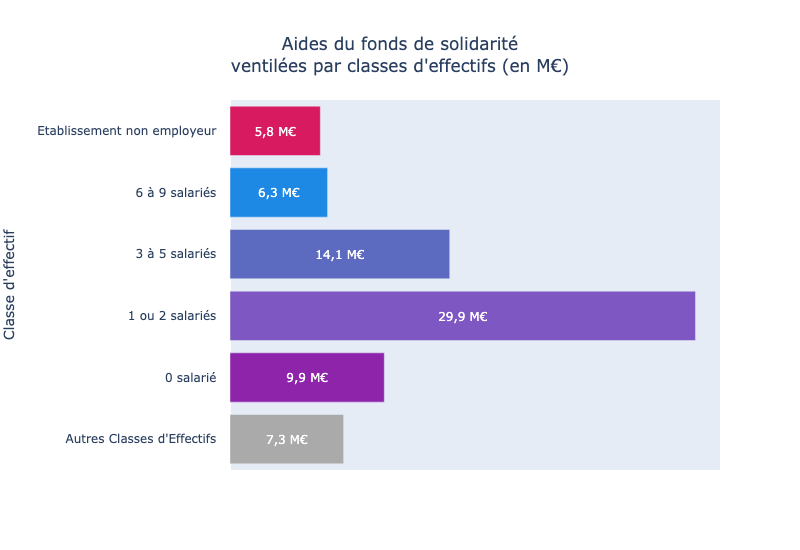 Aides du fonds de solidarité
ventilées par classes d'effectifs (en M€)
Classe d'effectif
Etablissement non employeur
5,8 M€
6 à 9 salariés
6,3 M€
3 à 5 salariés
14,1 M€
1 ou 2 salariés
29,9 M€
0 salarié
9,9 M€
Autres Classes d'Effectifs
7,3 M€